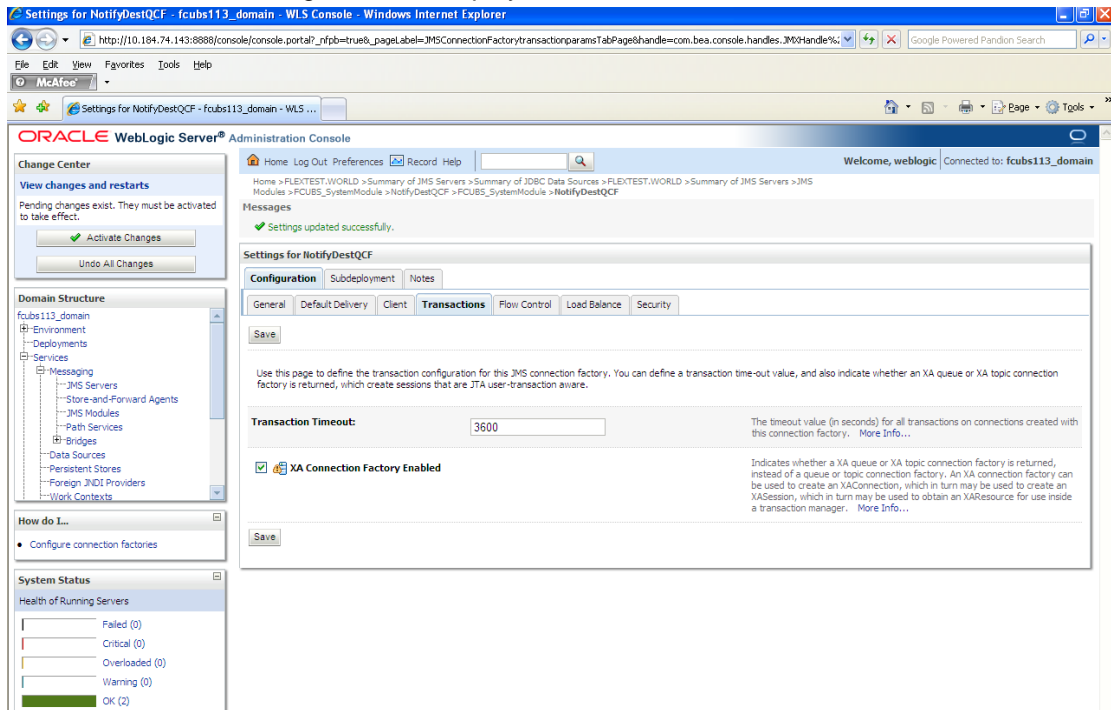 Settings for NotifyDestQCF - fcubs113_domain - WLS Console - Windows Internet Explorer
http://10.184.74.143:8888/console/console.portal?_nfpb=true&_pageLabel=JMSConnectionFactorytransactionparamsTabPage&handle=com.bea.console.handles.JMXHandle%:
Google Powered Pandion Search
File Edit View Favorites Tools Help
McAfee
Settings for NotifyDestQCF - fcubs113_domain - WLS ...
Page Tools »
ORACLE WebLogic Server® Administration Console
Change Center
View changes and restarts
Pending changes exist. They must be activated
to take effect.
Activate Changes
Undo All Changes
Domain Structure
fcubs113_domain
Environment
Deployments
Services
Messaging
JMS Servers
Store-and-Forward Agents
JMS Modules
Path Services
Bridges
Data Sources
Persistent Stores
Foreign JNDI Providers
Work Contexts
How do I...
Configure connection factories
System Status
Health of Running Servers
Failed (0)
Critical (0)
Overloaded (0)
Warning (0)
OK (2)
Home Log Out Preferences Record Help
Welcome, weblogic Connected to: fcubs113_domain
Home >FLEXTEST.WORLD >Summary of JMS Servers >Summary of JDBC Data Sources >FLEXTEST.WORLD >Summary of JMS Servers >JMS
Modules >FCUBS_SystemModule >NotifyDestQCF >FCUBS_SystemModule >NotifyDestQCF
Messages
Settings updated successfully.
Settings for NotifyDestQCF
Configuration Subdeployment Notes
General Default Delivery Client Transactions Flow Control Load Balance Security
Save
Use this page to define the transaction configuration for this JMS connection factory. You can define a transaction time-out value, and also indicate whether an XA queue or XA topic connection
factory is returned, which create sessions that are JTA user-transaction aware.
Transaction Timeout:
3600
The timeout value (in seconds) for all transactions on connections created with
this connection factory. More Info...
XA Connection Factory Enabled
Indicates whether a XA queue or XA topic connection factory is returned,
instead of a queue or topic connection factory. An XA connection factory can
be used to create an XAConnection, which in turn may be used to create an
XASession, which in turn may be used to obtain an XAResource for use inside
a transaction manager. More Info...
Save